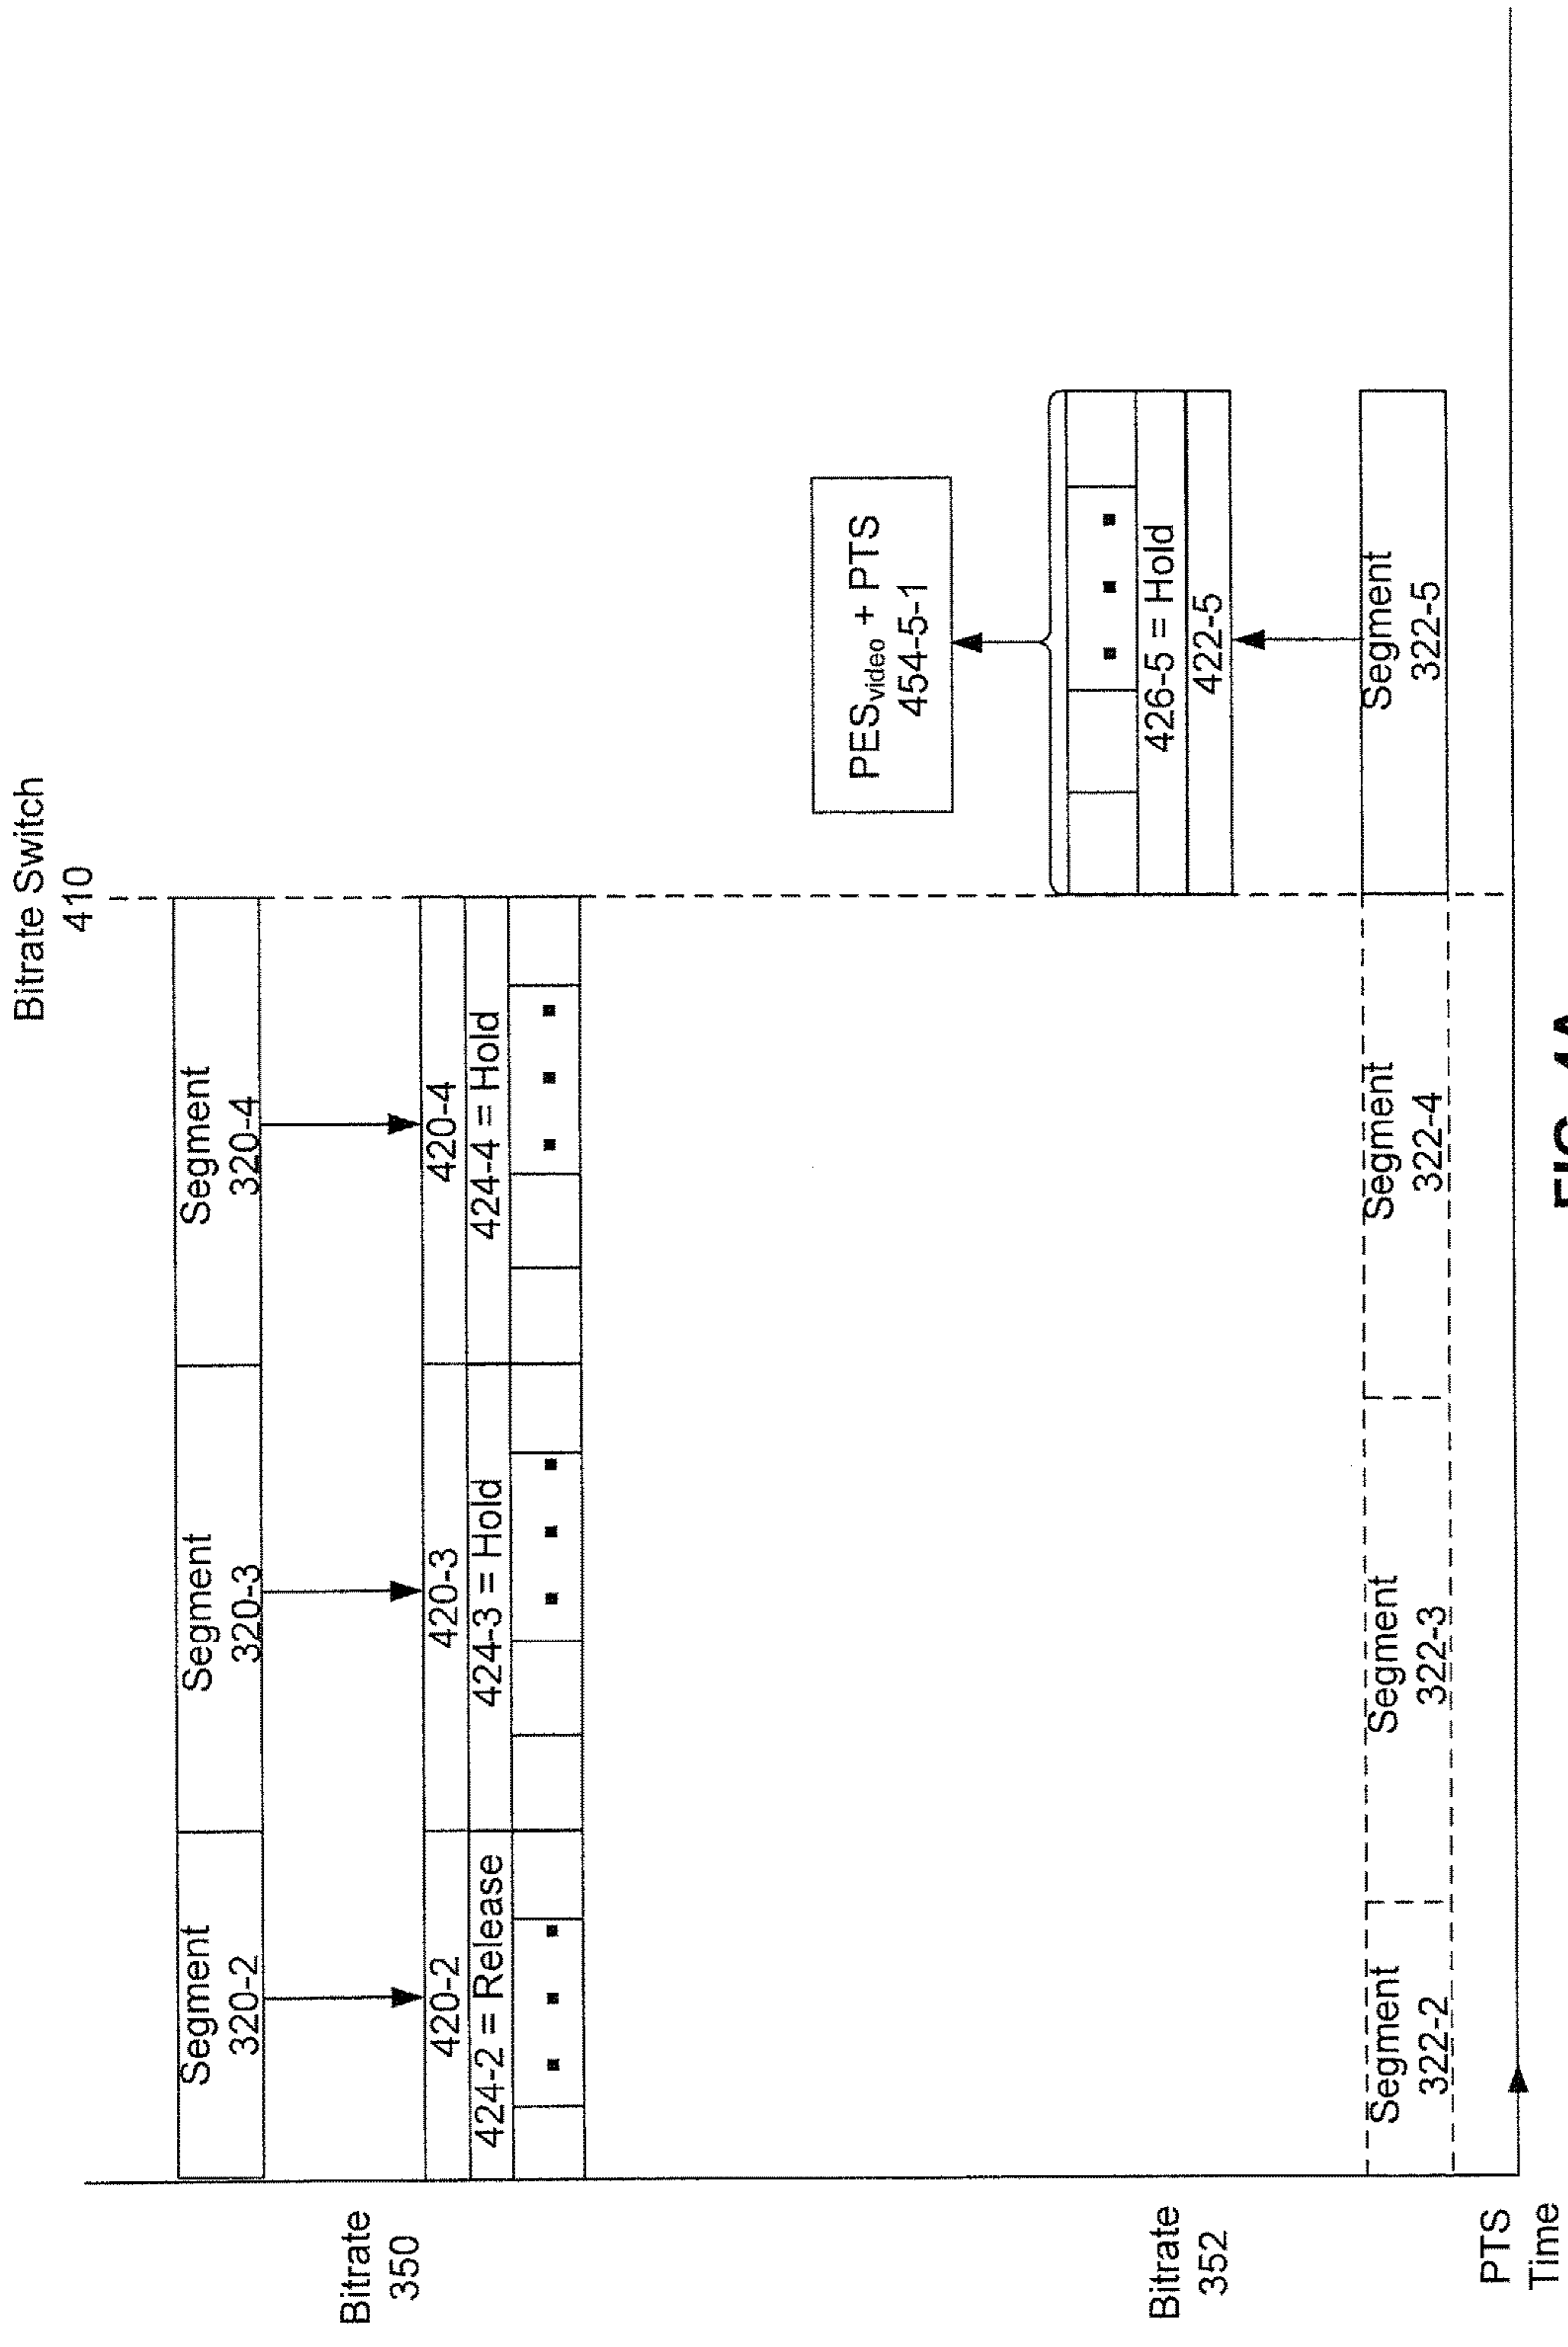 Bitrate Switch
410
Bitrate
350
Segment
320-2
Segment
320-3
Segment
320-4
420-2
420-3
420-4
424-2 = Release
424-3 = Hold
424-4 = Hold
PESvideo + PTS
454-5-1
Bitrate
352
426-5 = Hold
422-5
Segment
322-2
Segment
322-3
Segment
322-4
Segment
322-5
PTS
Time